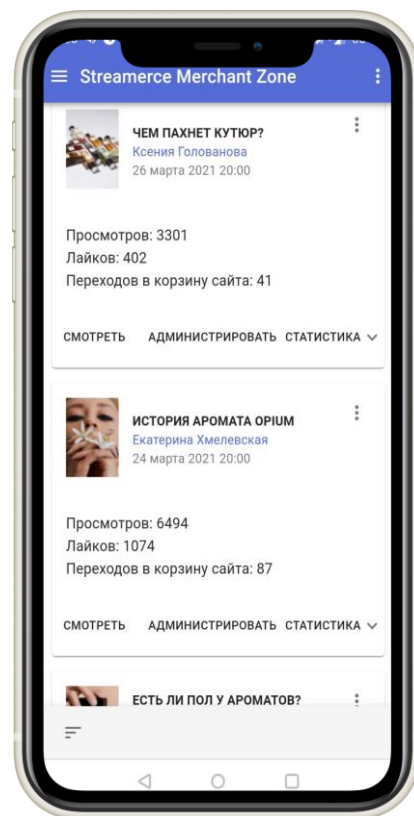 Streamerce Merchant Zone
ЧЕМ ПАХНЕТ КУТЮР?
Ксения Голованова
26 марта 2021 20:00
Просмотров: 3301
Лайков: 402
Переходов в корзину сайта: 41
СМОТРЕТЬ АДМИНИСТРИРОВАТЬ СТАТИСТИКА
ИСТОРИЯ АРОМАТА OPIUM
Екатерина Хмелевская
24 марта 2021 20:00
Просмотров: 6494
Лайков: 1074
Переходов в корзину сайта: 87
СМОТРЕТЬ АДМИНИСТРИРОВАТЬ СТАТИСТИКА
ЕСТЬ ЛИ ПОЛ У АРОМАТОВ?